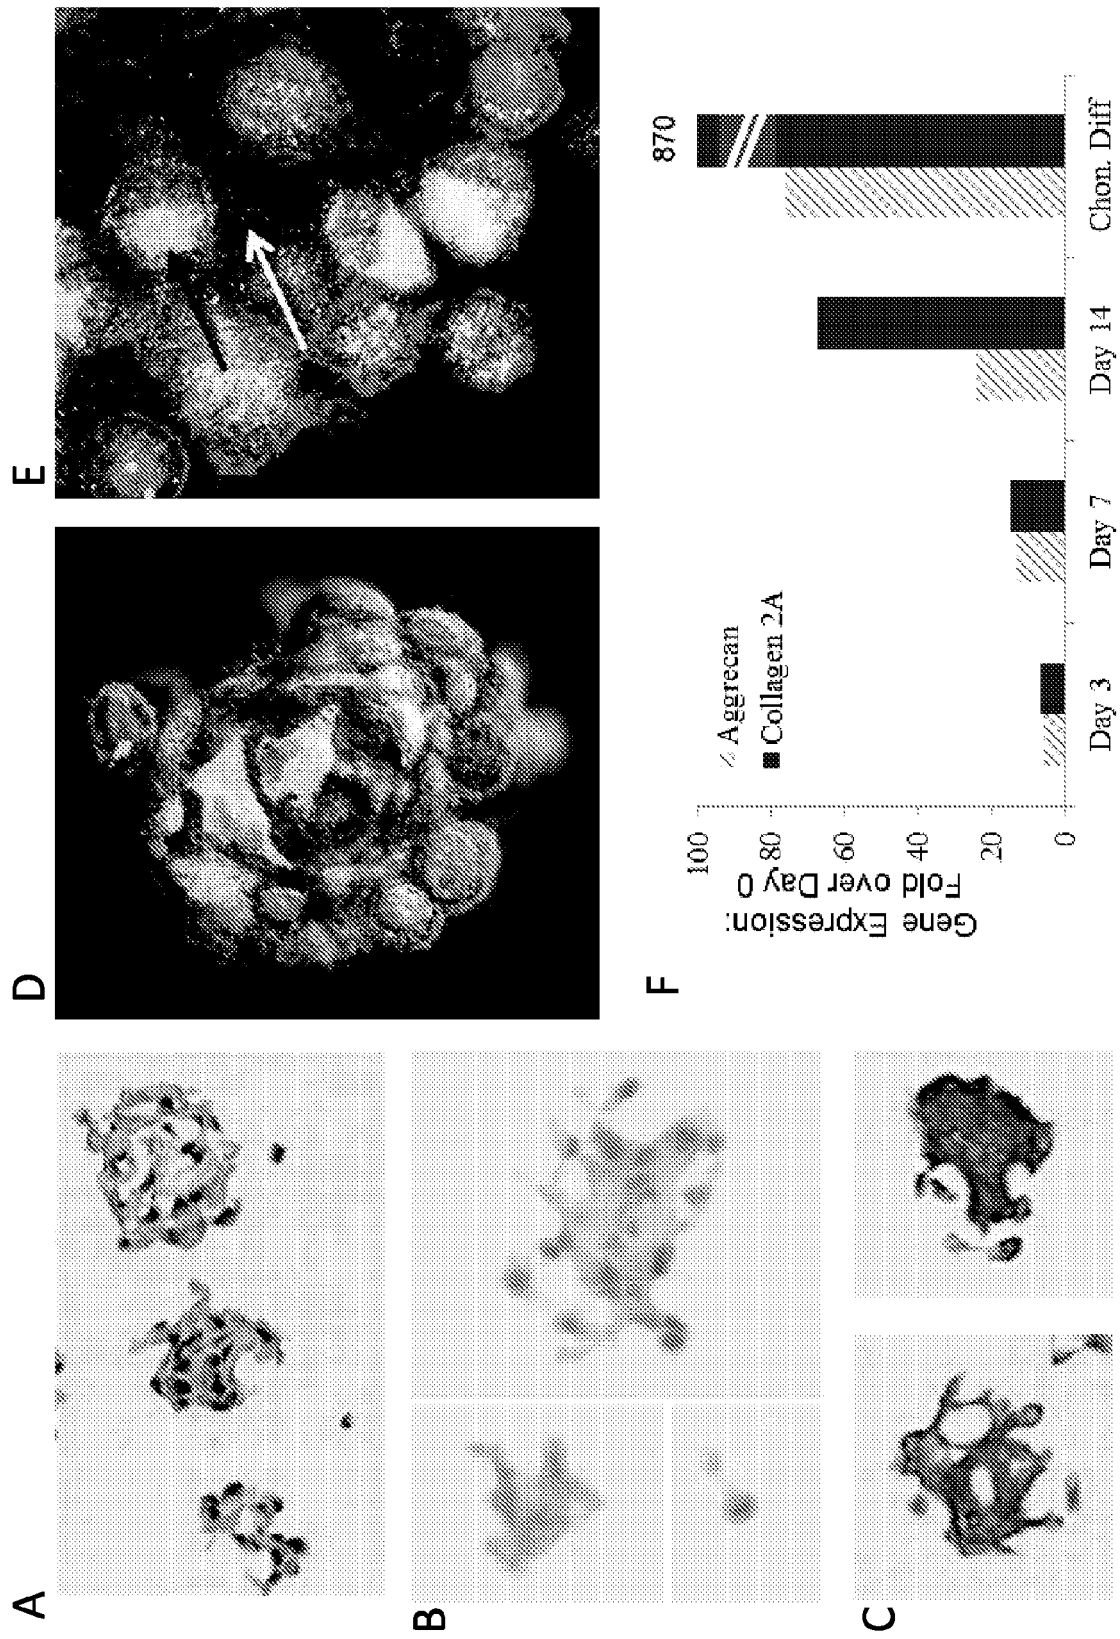 A
B
C
D
E
F
Gene Expression:
Fold over Day 0
100
80
60
40
20
0
Aggrecan
Collagen 2A
870
Day 3
Day 7
Day 14
Chon. Diff